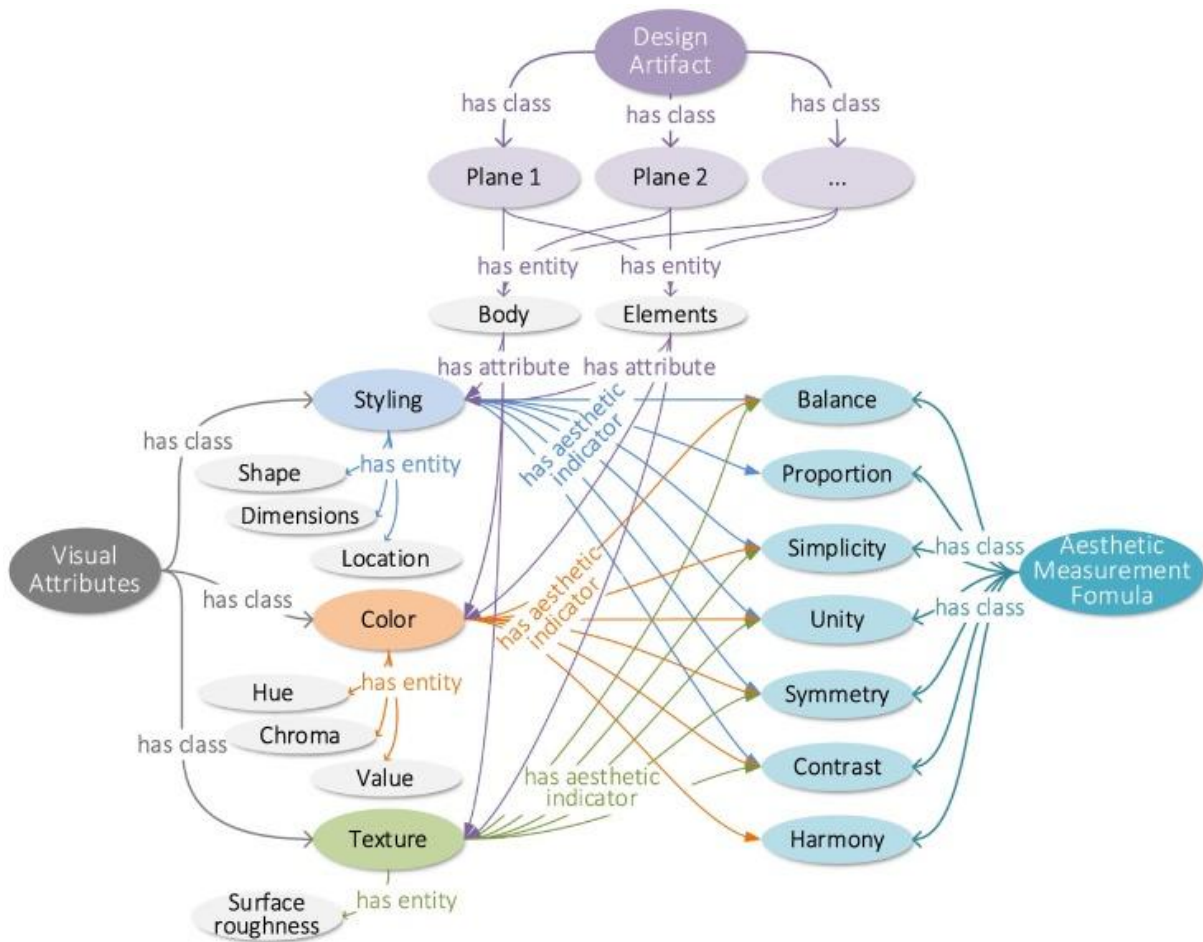 Design
Artifact
has class
has class
has class
Plane 1
Plane 2
...
has entity
has entity
Body
Elements
has attribute
has attribute
Styling
Balance
has class
has aesthetic
indicator
has entity
Shape
Proportion
Dimensions
Location
Simplicity
Visual
Attributes
has class
Aesthetic
Measurement
Fomula
has class
has class
has aesthetic
indicator
Color
Unity
has entity
Hue
Symmetry
Chroma
has class
Value
Contrast
has aesthetic
indicator
Texture
Harmony
has entity
Surface
roughness